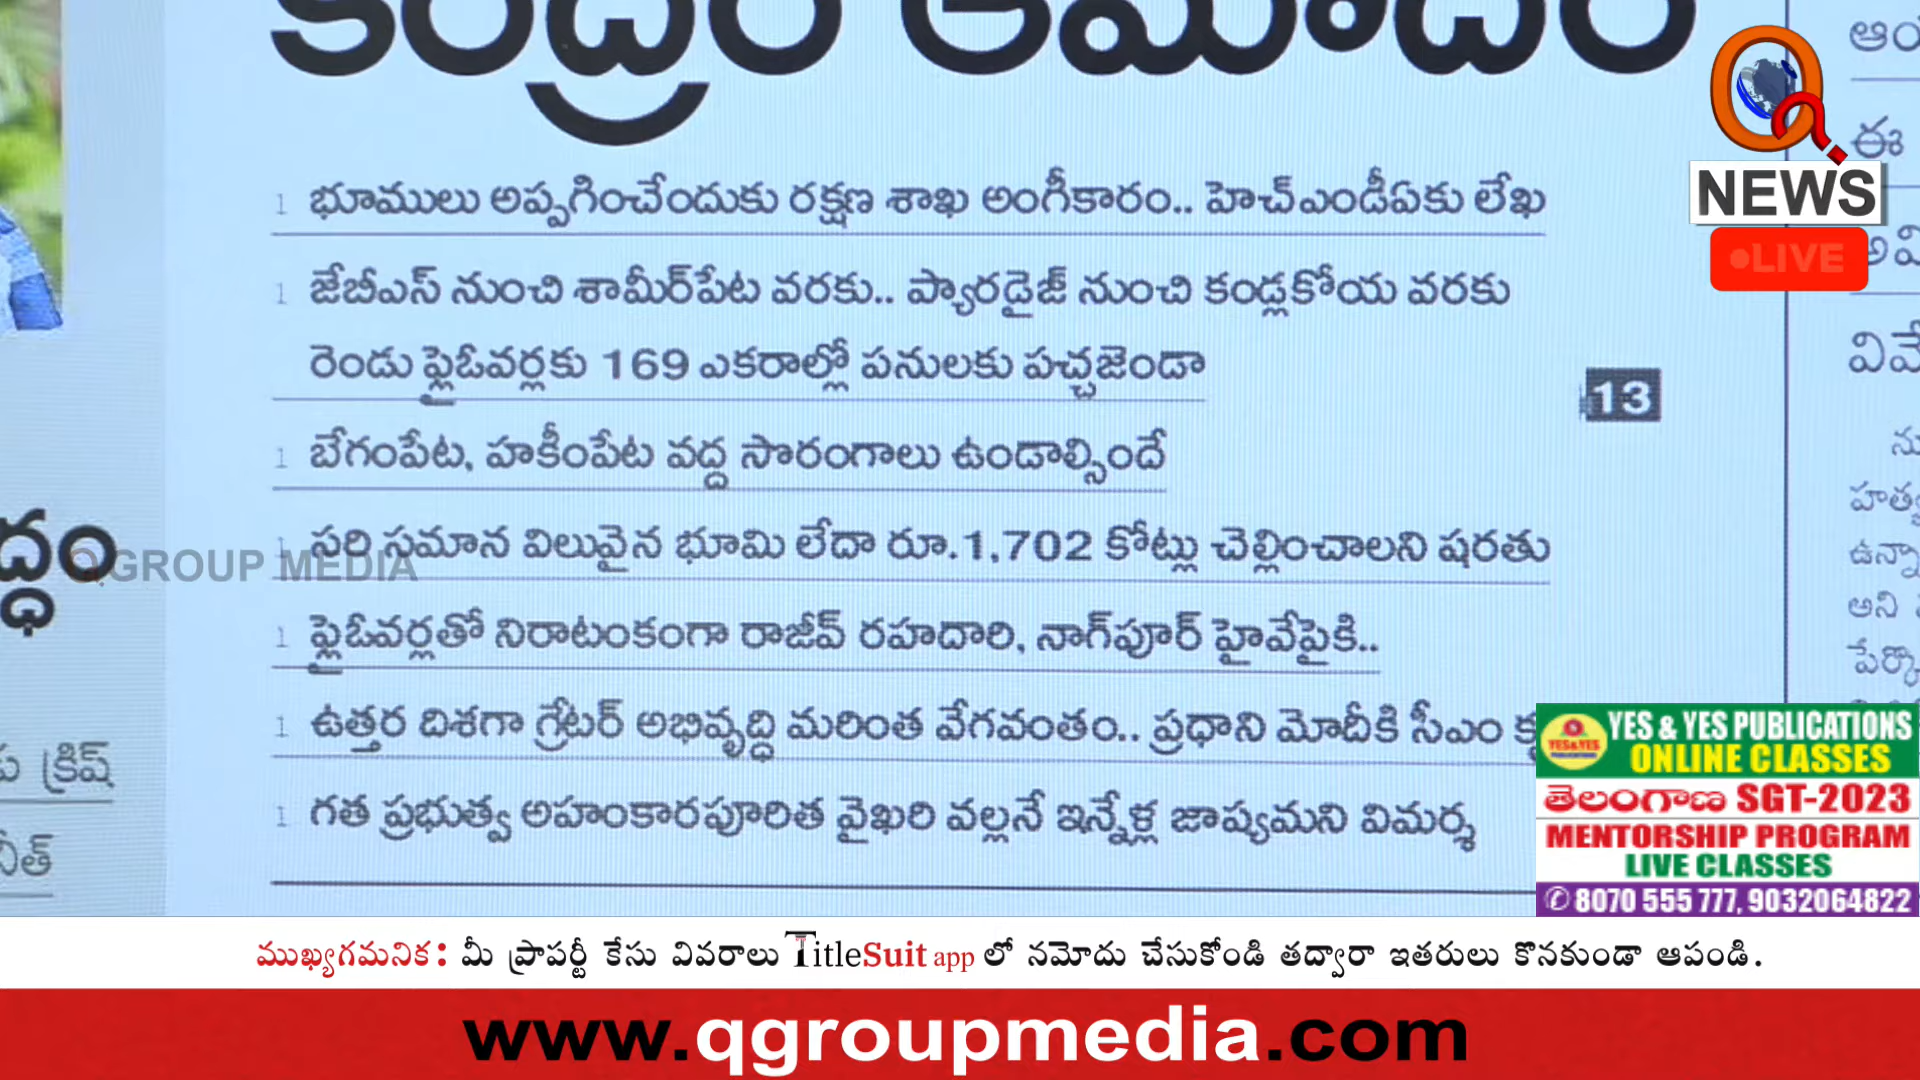 కేంద్రం ఆమోదం
భూములు అప్పగించేందుకు రక్షణ శాఖ అంగీకారం.. హెచ్ఎండీఏకు లేఖ
జేబీఎస్ నుంచి శామీర్‌పేట వరకు.. ప్యారడైజ్ నుంచి కండ్లకోయ వరకు
రెండు ఫ్లైఓవర్లకు 169 ఎకరాల్లో పనులకు పచ్చజెండా
13
బేగంపేట, హకీంపేట వద్ద సొరంగాలు ఉండాల్సిందే
సరి సమాన విలువైన భూమి లేదా రూ.1,702 కోట్లు చెల్లించాలని షరతు
ఫ్లైఓవర్లతో నిరాటంకంగా రాజీవ్ రహదారి, నాగ్‌పూర్ హైవేపైకి..
ఉత్తర దిశగా గ్రేటర్ అభివృద్ధి మరింత వేగవంతం.. ప్రధాని మోదీకి సీఎం
గత ప్రభుత్వ అహంకారపూరిత వైఖరి వల్లనే ఇన్నేళ్ల జాప్యమని విమర్శ
క్రిష్
ఈ
ఉన్నా
అని
Q GROUP MEDIA
Q
NEWS
LIVE
YES & YES PUBLICATIONS
ONLINE CLASSES
తెలంగాణ SGT-2023
MENTORSHIP PROGRAM
LIVE CLASSES
8070 555 777, 9032064822
ముఖ్యగమనిక: మీ ప్రాపర్టీ కేసు వివరాలు TitleSuit app లో నమోదు చేసుకోండి తద్వారా ఇతరులు కొనకుండా ఆపండి.
www.qgroupmedia.com